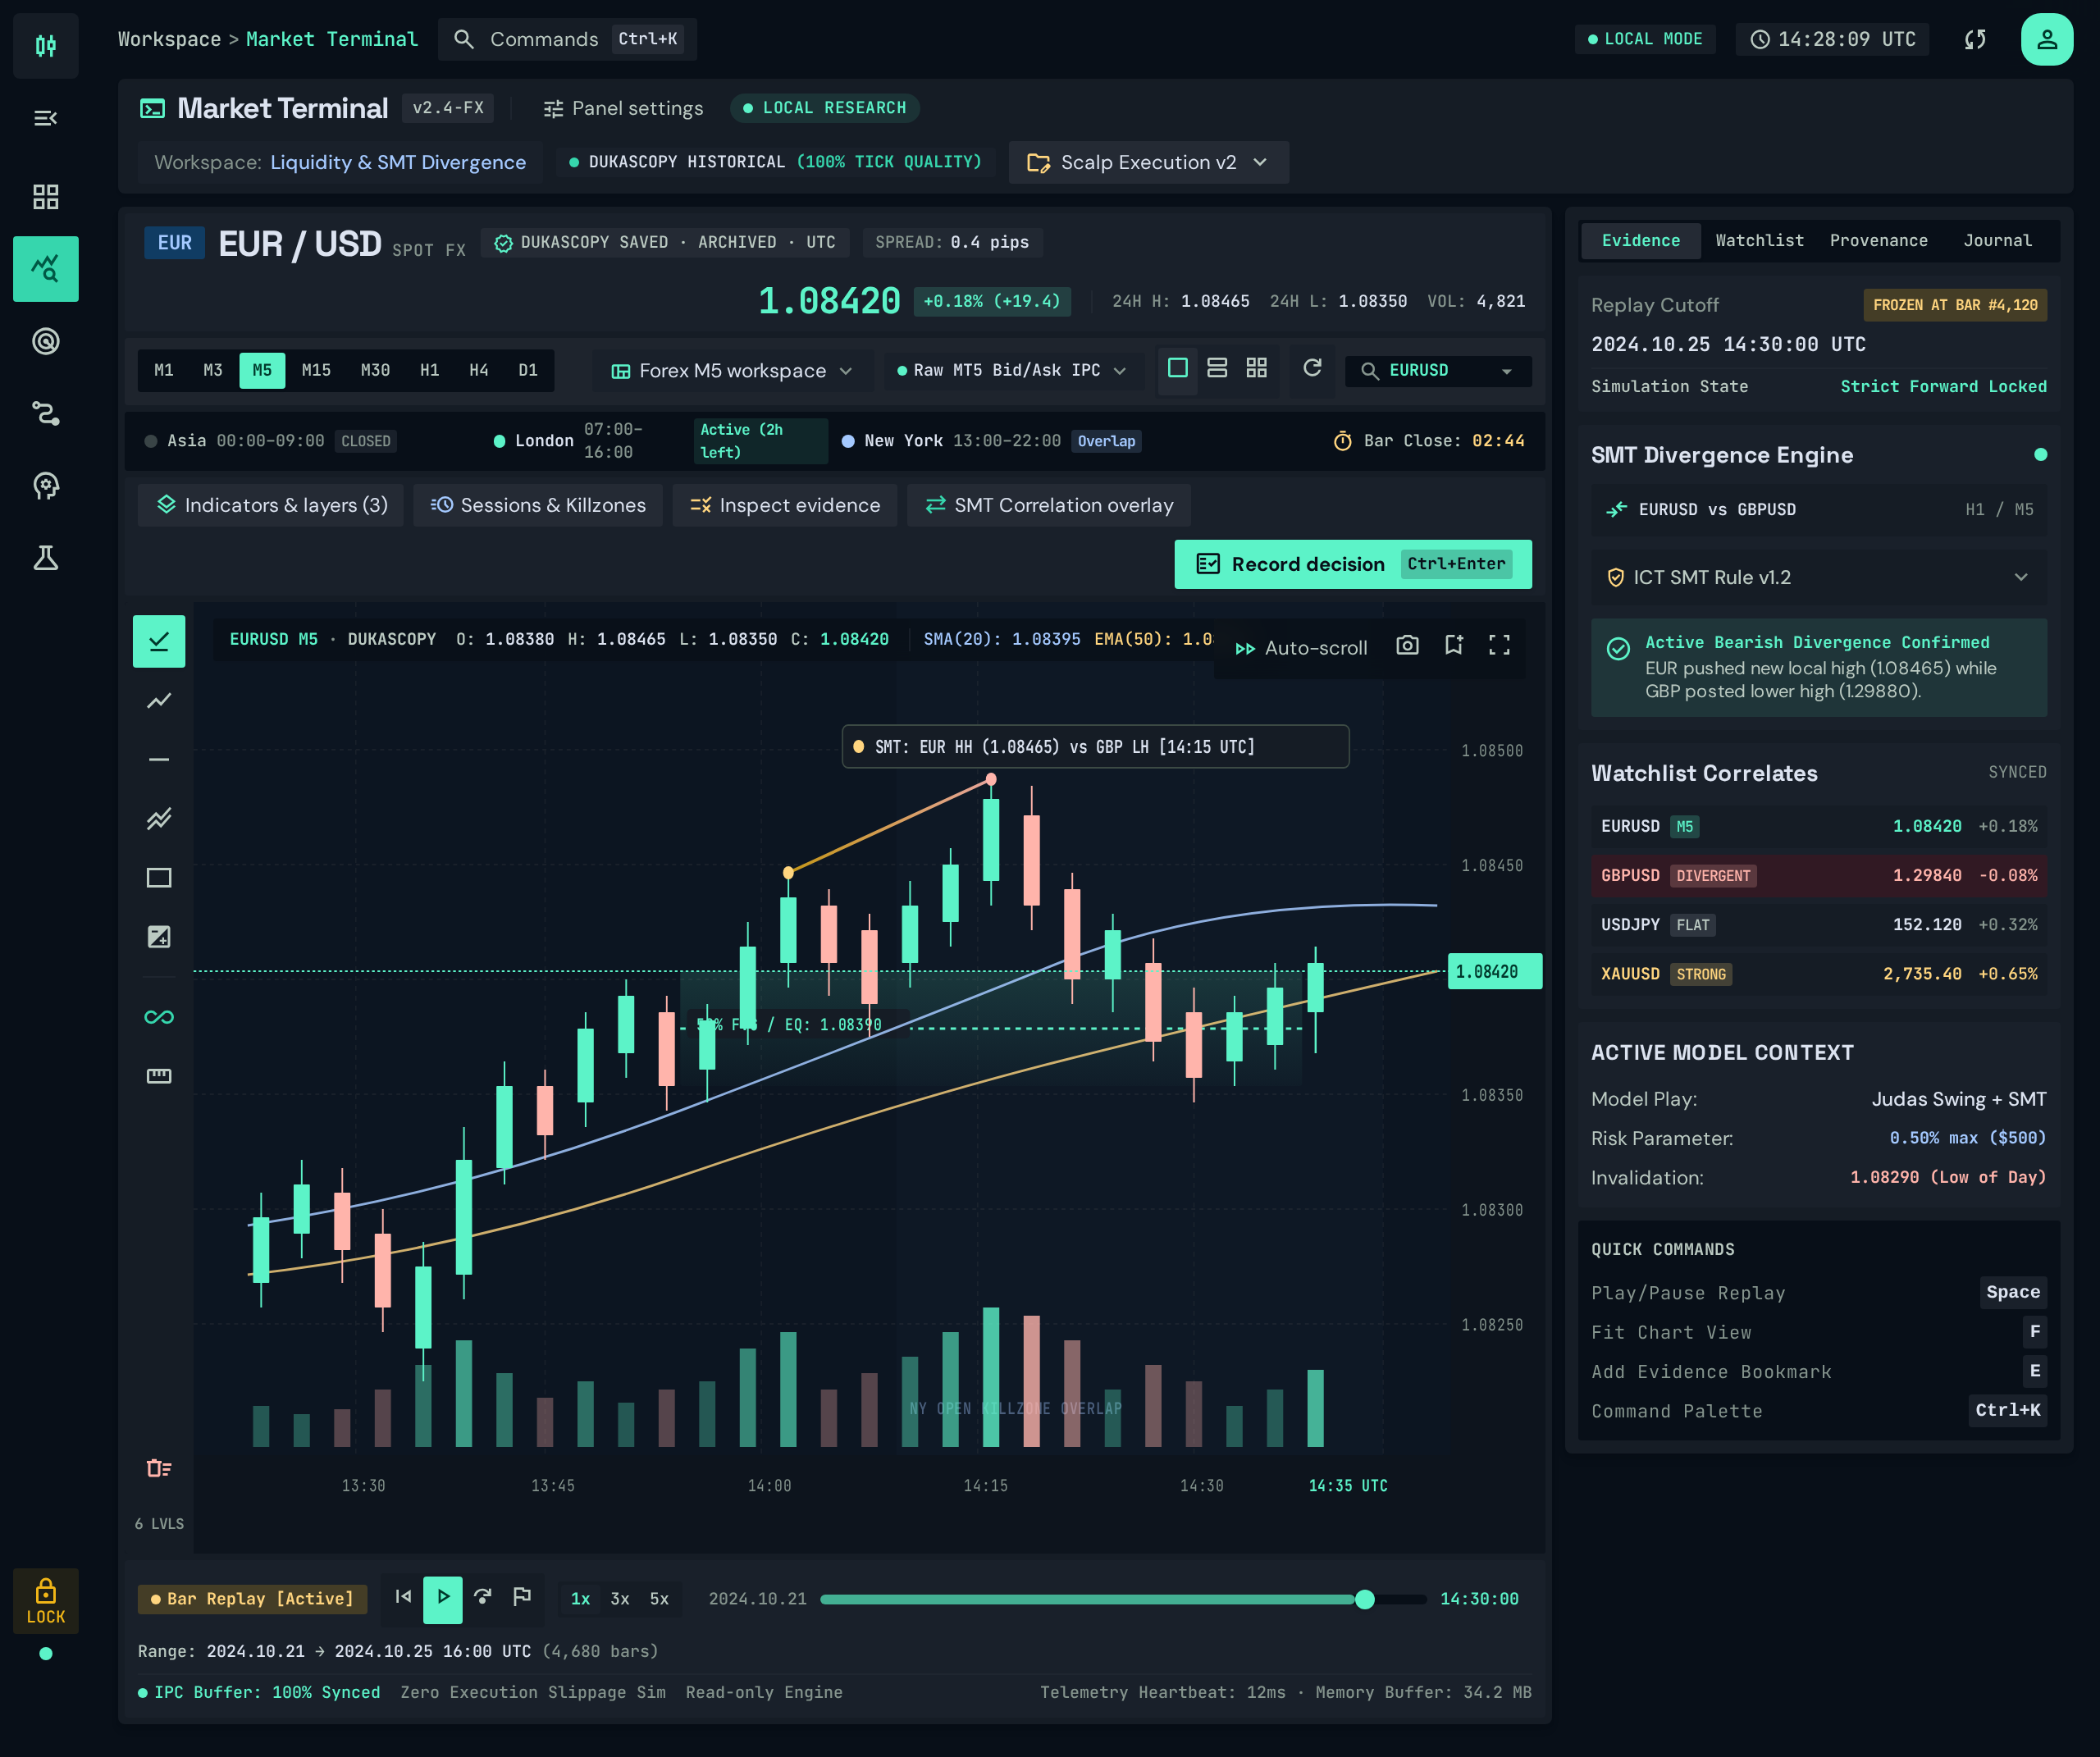 Workspace > Market Terminal
Commands Ctrl+K
LOCAL MODE
14:28:09 UTC
Market Terminal v2.4-FX Panel settings LOCAL RESEARCH
Workspace: Liquidity & SMT Divergence DUKASCOPY HISTORICAL (100% TICK QUALITY) Scalp Execution v2
EUR EUR / USD SPOT FX DUKASCOPY SAVED · ARCHIVED · UTC SPREAD: 0.4 pips
1.08420 +0.18% (+19.4) 24H H: 1.08465 24H L: 1.08350 VOL: 4,821
M1 M3 M5 M15 M30 H1 H4 D1 Forex M5 workspace Raw MT5 Bid/Ask IPC EURUSD
Asia 00:00-09:00 CLOSED
London 07:00-
16:00
Active (2h
left)
New York 13:00-22:00 Overlap
Bar Close: 02:44
Indicators & layers (3) Sessions & Killzones Inspect evidence SMT Correlation overlay
Record decision Ctrl+Enter
EURUSD M5 · DUKASCOPY O: 1.08380 H: 1.08465 L: 1.08350 C: 1.08420 SMA(20): 1.08395 EMA(50): 1.0
Auto-scroll
SMT: EUR HH (1.08465) vs GBP LH [14:15 UTC]
1.08500
1.08450
1.08420
/ EQ: 1.08390
1.08350
1.08300
1.08250
NY OPEN KILLZONE OVERLAP
13:30 13:45 14:00 14:15 14:30 14:35 UTC
6 LVLS
LOCK
Bar Replay [Active] 1x 3x 5x 2024.10.21 14:30:00
Range: 2024.10.21 → 2024.10.25 16:00 UTC (4,680 bars)
IPC Buffer: 100% Synced Zero Execution Slippage Sim Read-only Engine Telemetry Heartbeat: 12ms · Memory Buffer: 34.2 MB
Evidence Watchlist Provenance Journal
Replay Cutoff FROZEN AT BAR #4,120
2024.10.25 14:30:00 UTC
Simulation State Strict Forward Locked
SMT Divergence Engine
EURUSD vs GBPUSD H1 / M5
ICT SMT Rule v1.2
Active Bearish Divergence Confirmed
EUR pushed new local high (1.08465) while
GBP posted lower high (1.29880).
Watchlist Correlates SYNCED
EURUSD M5 1.08420 +0.18%
GBPUSD DIVERGENT 1.29840 -0.08%
USDJPY FLAT 152.120 +0.32%
XAUUSD STRONG 2,735.40 +0.65%
ACTIVE MODEL CONTEXT
Model Play: Judas Swing + SMT
Risk Parameter: 0.50% max ($500)
Invalidation: 1.08290 (Low of Day)
QUICK COMMANDS
Play/Pause Replay Space
Fit Chart View F
Add Evidence Bookmark E
Command Palette Ctrl+K